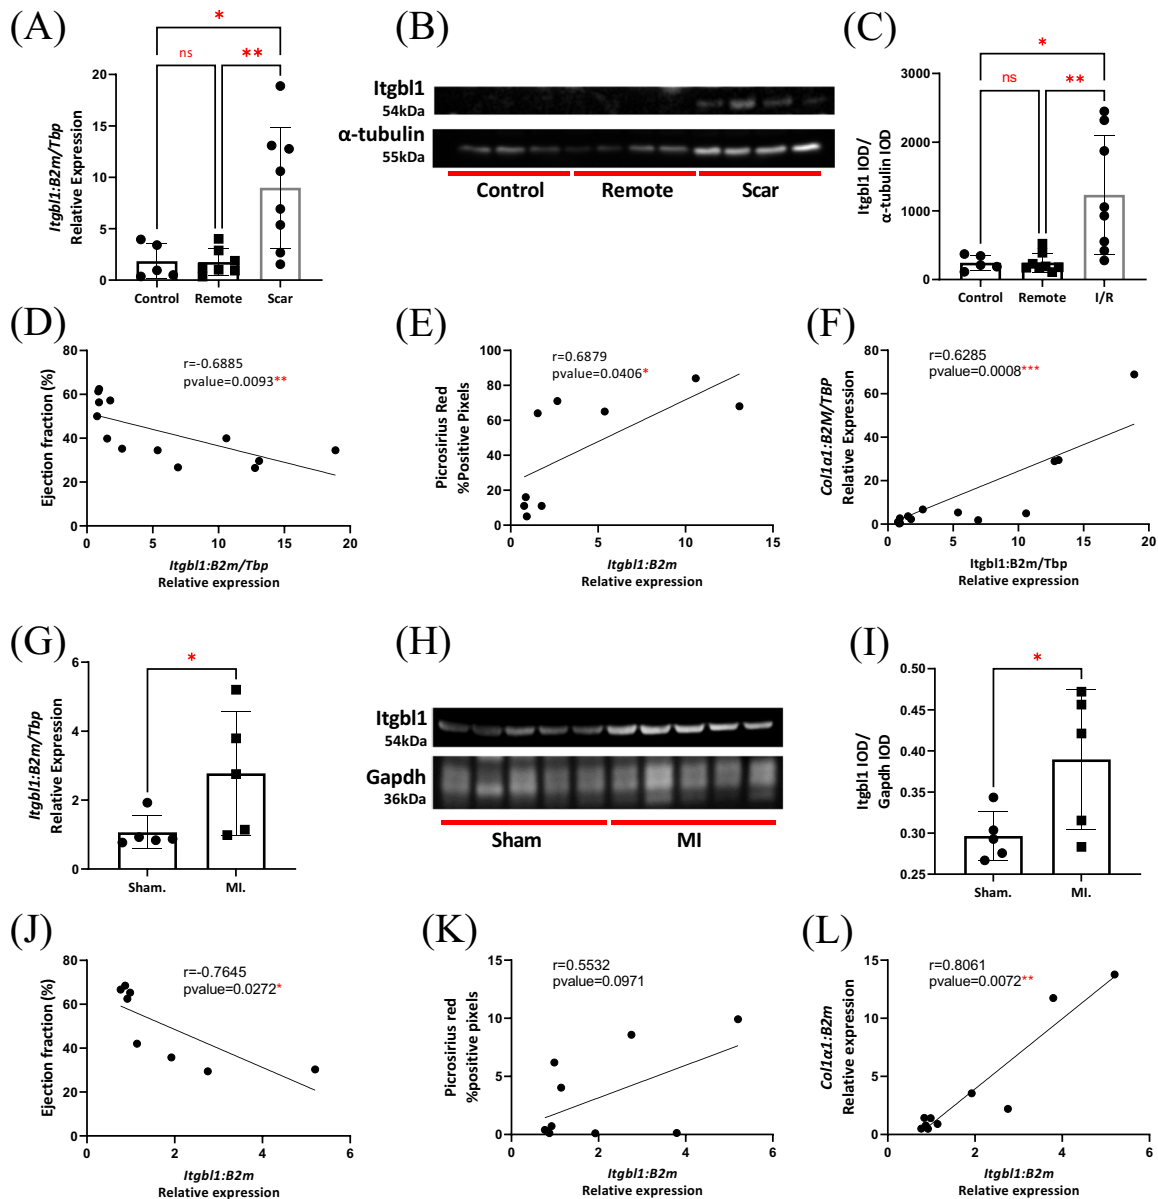 (A)
*
ns
**
Itgbl1:B2m/Tbp
Relative Expression
20
15
10
5
0
Control
Remote
Scar
(B)
Itgbl1
54kDa
α-tubulin
55kDa
Control
Remote
Scar
(C)
*
ns
**
Itgbl1 IOD/
α-tubulin IOD
3000
2000
1000
0
Control
Remote
I/R
(D)
r=-0.6885
pvalue=0.0093**
Ejection fraction (%)
80
60
40
20
0
0 5 10 15 20
Itgbl1:B2m/Tbp
Relative expression
(E)
r=0.6879
pvalue=0.0406*
Picrosirius Red
%Positive Pixels
100
80
60
40
20
0
0 5 10 15
Itgbl1:B2m
Relative expression
(F)
r=0.6285
pvalue=0.0008***
Col1α1:B2M/TBP
Relative Expression
80
60
40
20
0
0 5 10 15 20
Itgbl1:B2m/Tbp
Relative expression
(G)
*
Itgbl1:B2m/Tbp
Relative Expression
6
4
2
0
Sham.
MI.
(H)
Itgbl1
54kDa
Gapdh
36kDa
Sham
MI
(I)
*
Itgbl1 IOD/
Gapdh IOD
0.50
0.45
0.40
0.35
0.30
0.25
Sham.
MI.
(J)
r=-0.7645
pvalue=0.0272*
Ejection fraction (%)
80
60
40
20
0
0 2 4 6
Itgbl1:B2m
Relative expression
(K)
r=0.5532
pvalue=0.0971
Picrosirius red
%positive pixels
15
10
5
0
0 2 4 6
Itgbl1:B2m
Relative expression
(L)
r=0.8061
pvalue=0.0072**
Col1α1:B2m
Relative expression
15
10
5
0
0 2 4 6
Itgbl1:B2m
Relative expression